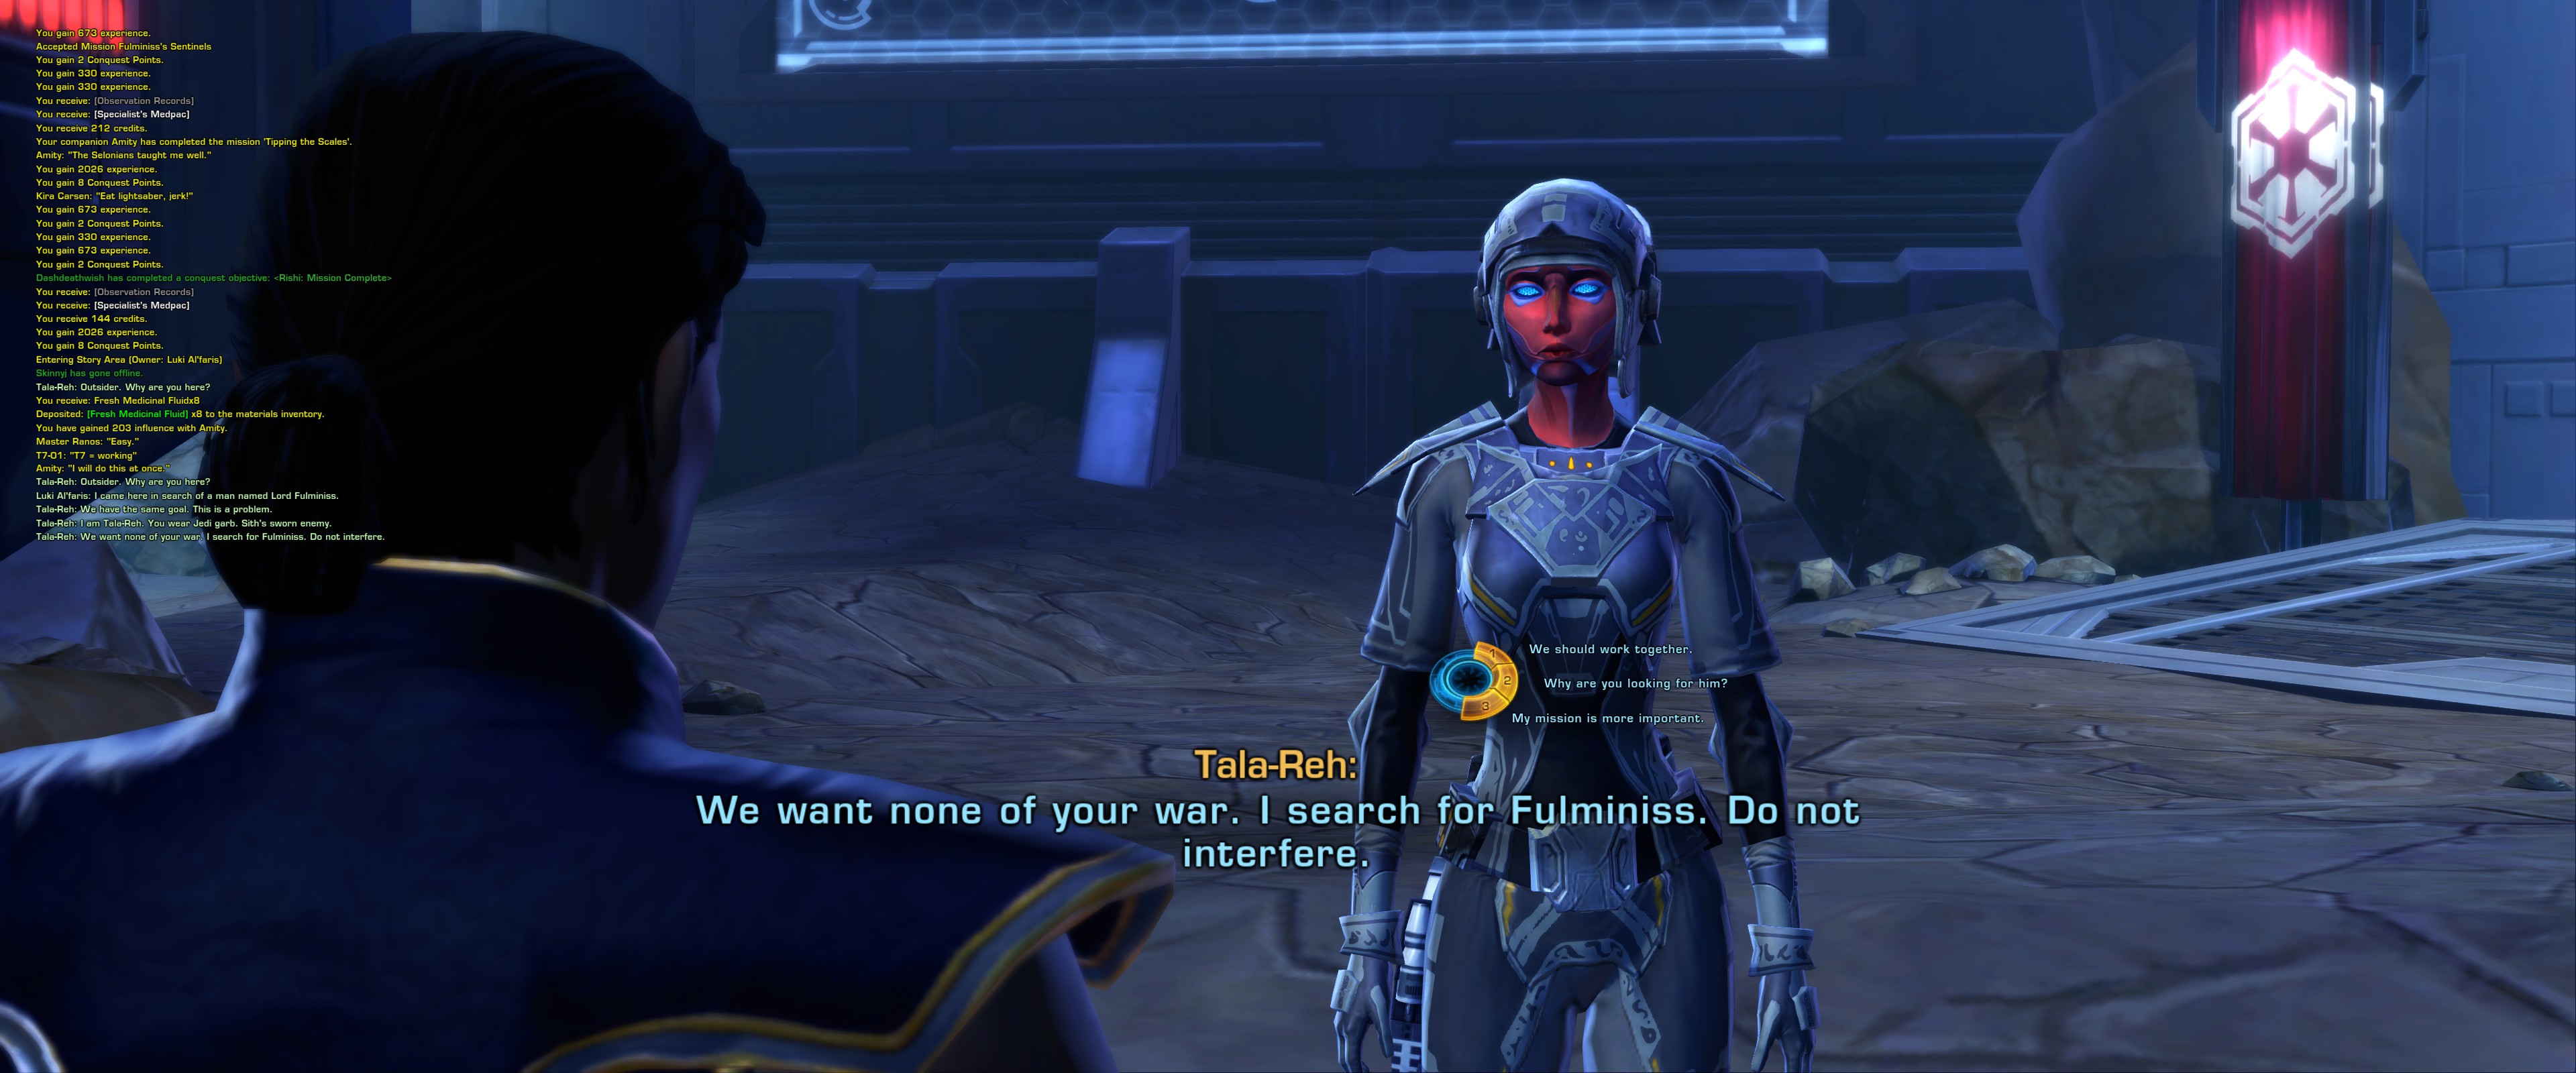 You gain 673 experience.
Accepted Mission Fulminiss's Sentinels
You gain 2 Conquest Points.
You gain 330 experience.
You gain 330 experience.
You receive: [Observation Records]
You receive: [Specialist's Medpac]
You receive 212 credits.
Your companion Amity has completed the mission 'Tipping the Scales'.
Amity: "The Selonians taught me well."
You gain 2026 experience.
You gain 8 Conquest Points.
Kira Carsen: "Eat lightsaber, jerk!"
You gain 673 experience.
You gain 2 Conquest Points.
You gain 330 experience.
You gain 673 experience.
You gain 2 Conquest Points.
Dashdeathwish has completed a conquest objective: <Rishi: Mission Complete>
You receive: [Observation Records]
You receive: [Specialist's Medpac]
You receive 144 credits.
You gain 2026 experience.
You gain 8 Conquest Points.
Entering Story Area (Owner: Luki Al'faris)
Skinnyj has gone offline.
Tala-Reh: Outsider. Why are you here?
You receive: Fresh Medicinal Fluidx8
Deposited: [Fresh Medicinal Fluid] x8 to the materials inventory.
You have gained 203 influence with Amity.
Master Ranos: "Easy."
T7-01: "T7 = working"
Amity: "I will do this at once."
Tala-Reh: Outsider. Why are you here?
Luki Al'faris: I came here in search of a man named Lord Fulminiss.
Tala-Reh: We have the same goal. This is a problem.
Tala-Reh: I am Tala-Reh. You wear Jedi garb. Sith's sworn enemy.
Tala-Reh: We want none of your war. I search for Fulminiss. Do not interfere.
1 We should work together.
2 Why are you looking for him?
3 My mission is more important.
Tala-Reh:
We want none of your war. I search for Fulminiss. Do not
interfere.